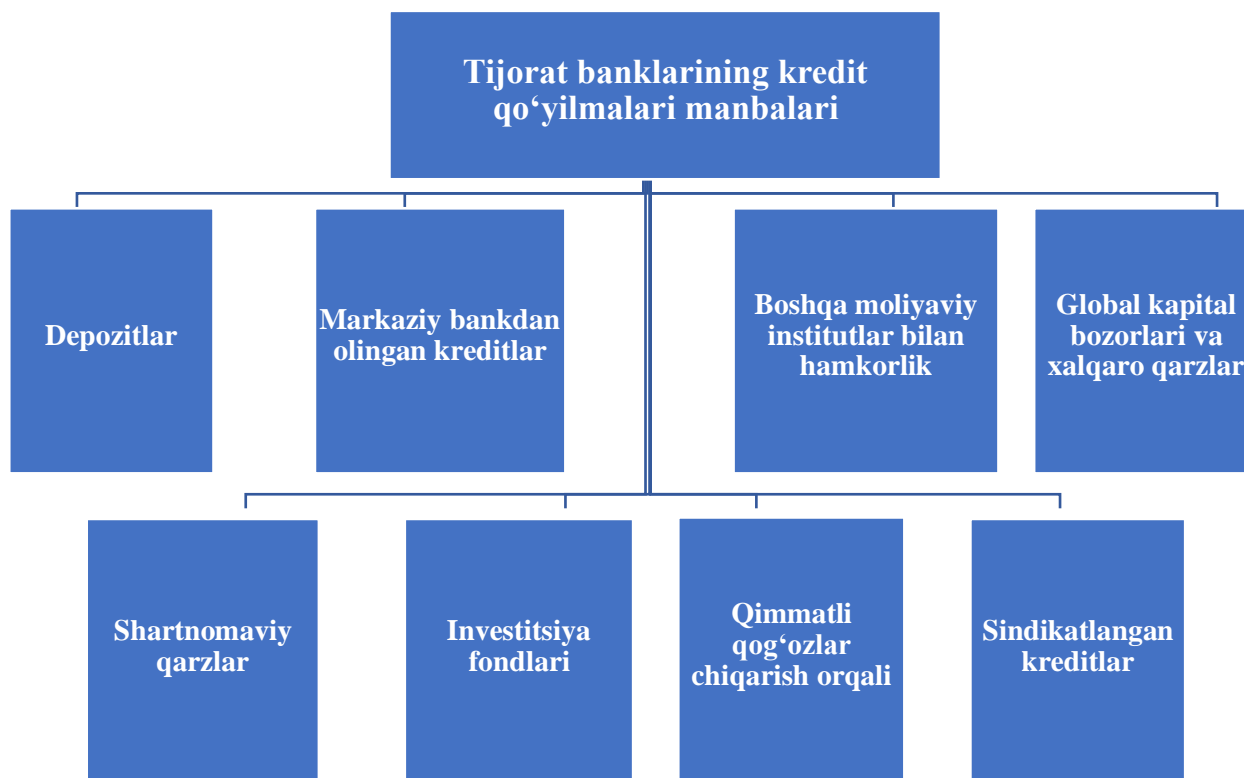 Tijorat banklarining kredit
qo‘yilmalari manbalari
Depozitlar
Markaziy bankdan
olingan kreditlar
Boshqa moliyaviy
institutlar bilan
hamkorlik
Global kapital
bozorlari va
xalqaro qarzlar
Shartnomaviy
qarzlar
Investitsiya
fondlari
Qimmatli
qog‘ozlar
chiqarish orqali
Sindikatlangan
kreditlar